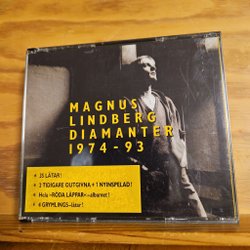 MAGNUS
LINDBERG
DIAMANTER
1974-93
★ 35 LÅTAR!
★ 2 TIDIGARE OUTGIVNA + 1 NYINSPELAD!
★ Hela »RÖDA LÄPPAR«-albumet!
★ 4 GRYMLINGS-låtar!